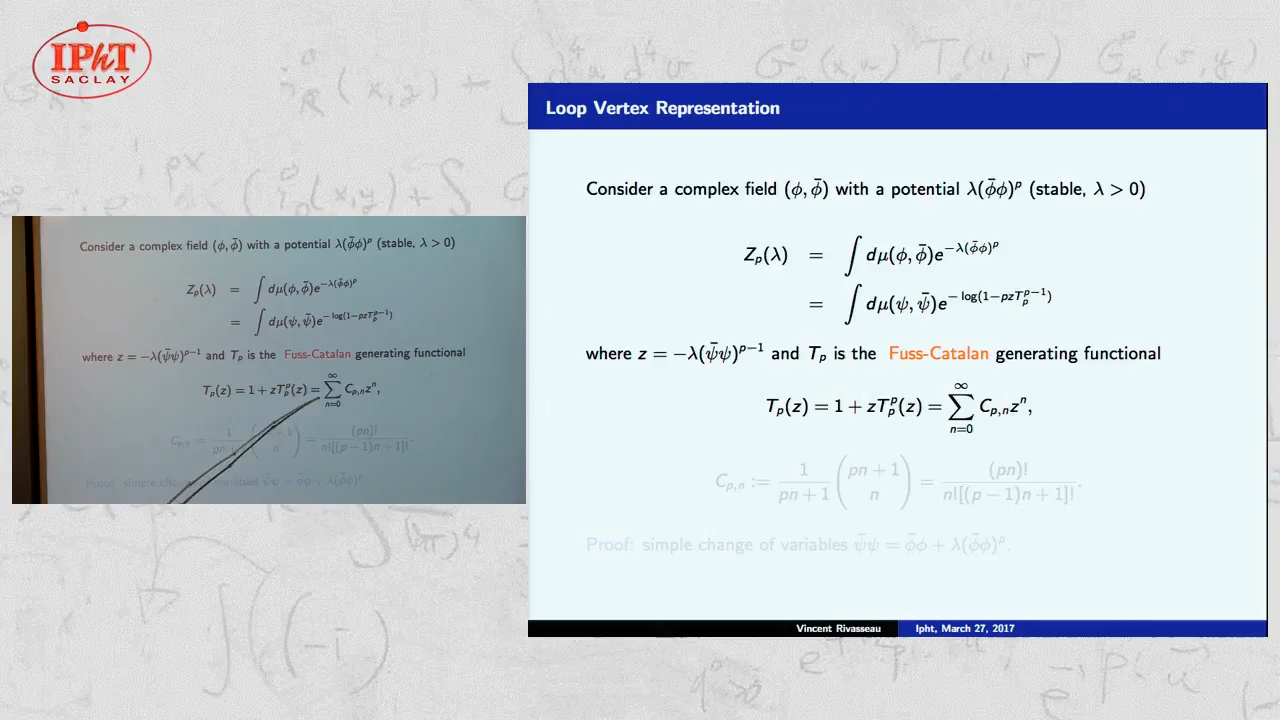 IPhT
SACLAY
Loop Vertex Representation
Consider a complex field (ϕ, ϕ̄) with a potential λ(ϕ̄ϕ)^p (stable, λ > 0)
Z_p(λ) = ∫ dμ(ϕ, ϕ̄)e^{−λ(ϕ̄ϕ)^p}
= ∫ dμ(ψ, ψ̄)e^{−log(1−pzT_p^{p−1})}
where z = −λ(ψ̄ψ)^{p−1} and T_p is the Fuss-Catalan generating functional
T_p(z) = 1 + zT_p^p(z) = ∑_{n=0}^{∞} C_{p,n}z^n,
C_{p,n} := 1/(pn + 1) (pn + 1 n) = (pn)!/(n![(p − 1)n + 1]!).
Proof: simple change of variables ψ̄ψ = ϕ̄ϕ + λ(ϕ̄ϕ)^p.
Vincent Rivasseau Ipht, March 27, 2017
Consider a complex field (ϕ, ϕ̄) with a potential λ(ϕ̄ϕ)^p (stable, λ > 0)
Z_p(λ) = ∫ dμ(ϕ, ϕ̄)e^{−λ(ϕ̄ϕ)^p}
= ∫ dμ(ψ, ψ̄)e^{−log(1−pzT_p^{p−1})}
where z = −λ(ψ̄ψ)^{p−1} and T_p is the Fuss-Catalan generating functional
T_p(z) = 1 + zT_p^p(z) = ∑_{n=0}^{∞} C_{p,n}z^n,